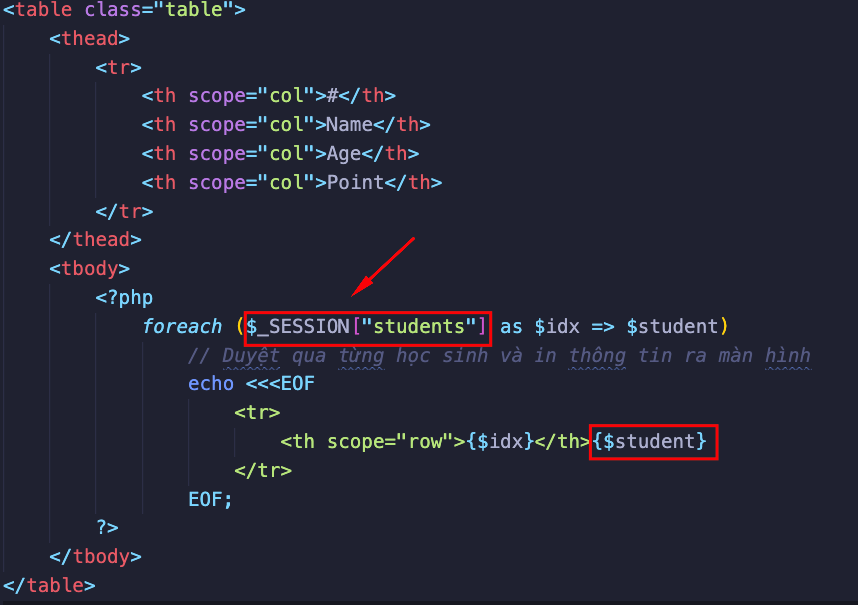 <table class="table">
<thead>
<tr>
<th scope="col">#</th>
<th scope="col">Name</th>
<th scope="col">Age</th>
<th scope="col">Point</th>
</tr>
</thead>
<tbody>
<?php
foreach ($_SESSION["students"] as $idx => $student)
// Duyệt qua từng học sinh và in thông tin ra màn hình
echo <<<EOF
<tr>
<th scope="row">{$idx}</th>{$student}
</tr>
EOF;
?>
</tbody>
</table>